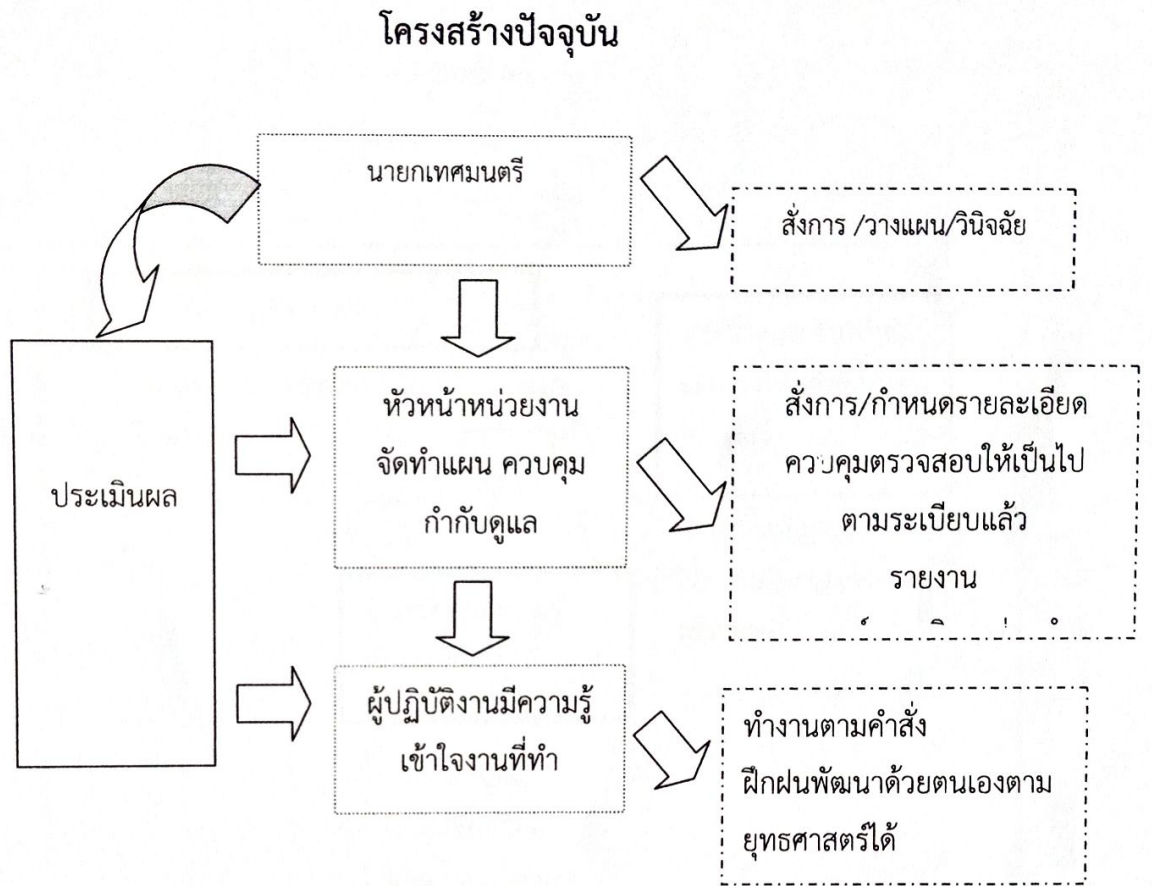 โครงสร้างปัจจุบัน
นายกเทศมนตรี
สั่งการ /วางแผน/วินิจฉัย
ประเมินผล
หัวหน้าหน่วยงาน
จัดทำแผน ควบคุม
กำกับดูแล
สั่งการ/กำหนดรายละเอียด
ควบคุมตรวจสอบให้เป็นไป
ตามระเบียบแล้ว
รายงาน
ผู้ปฏิบัติงานมีความรู้
เข้าใจงานที่ทำ
ทำงานตามคำสั่ง
ฝึกฝนพัฒนาด้วยตนเองตาม
ยุทธศาสตร์ได้